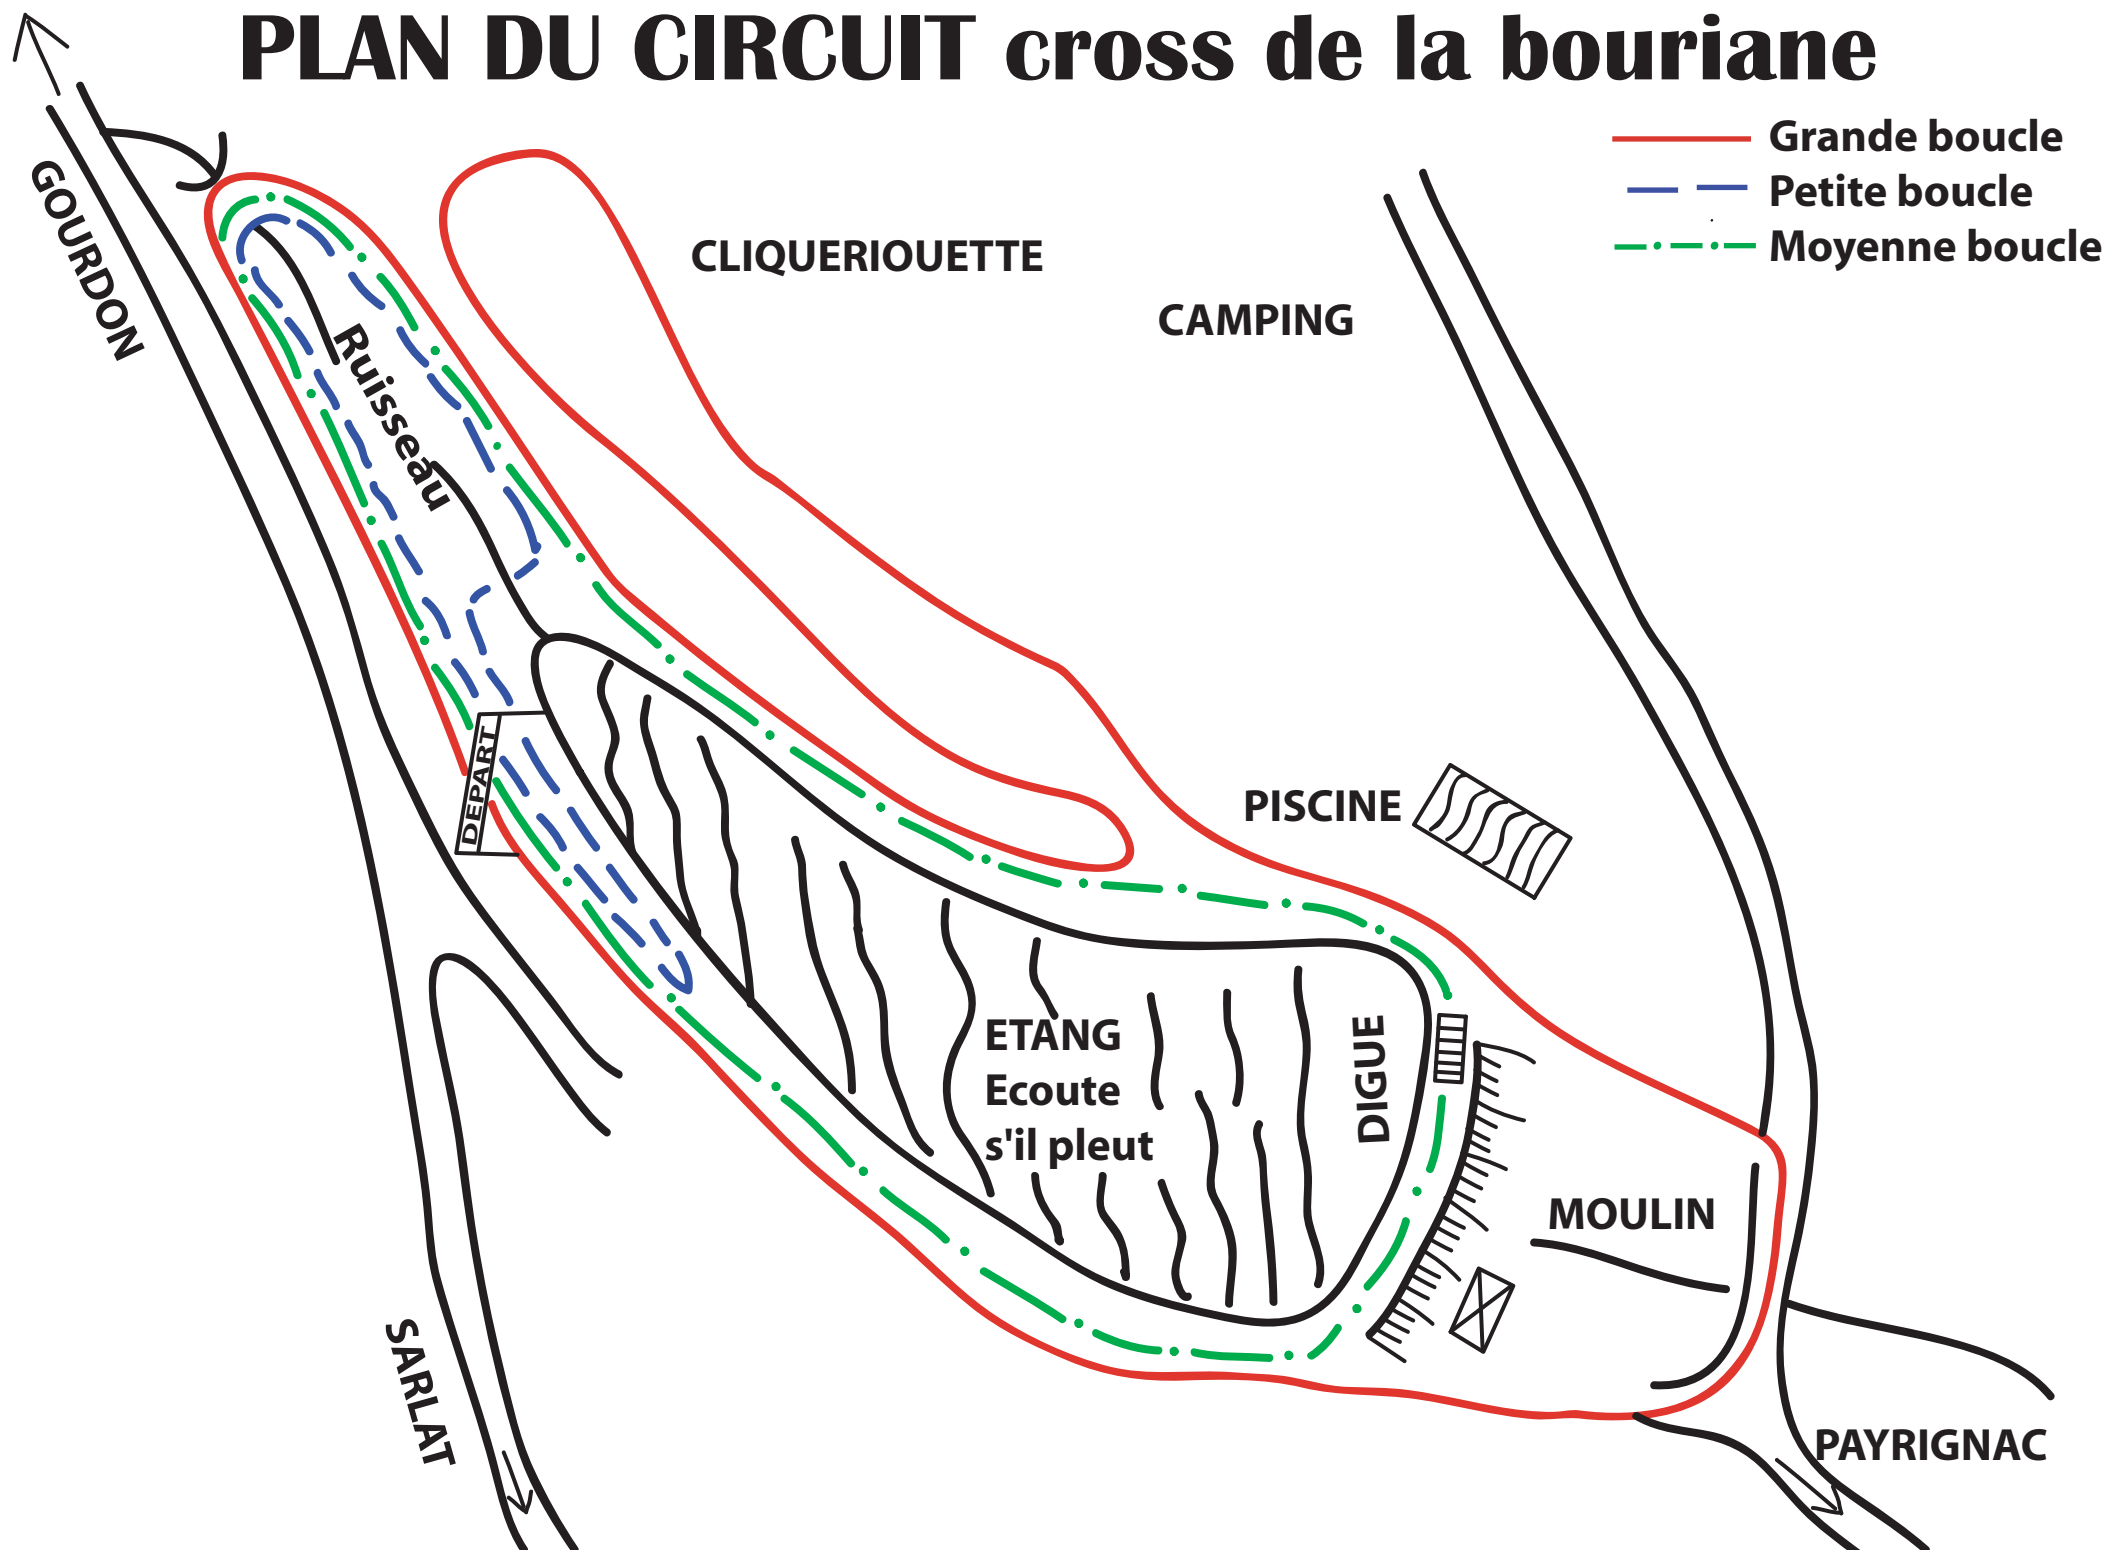 PLAN DU CIRCUIT cross de la bouriane
Grande boucle
Petite boucle
Moyenne boucle
GOURDON
CLIQUERIOUETTE
CAMPING
Ruisseau
DEPART
PISCINE
ETANG
Ecoute
s'il pleut
DIGUE
MOULIN
SARLAT
PAYRIGNAC